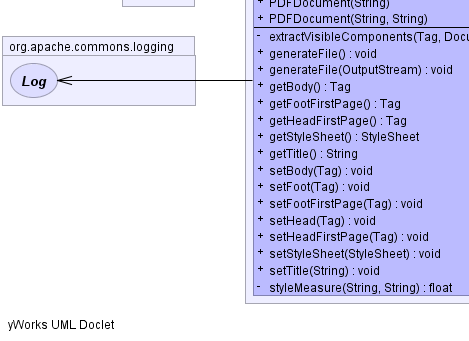 PDFDocument(String)
+ PDFDocument(String, String)
- extractVisibleComponents(Tag, Docu
+ generateFile() : void
+ generateFile(OutputStream) : void
+ getBody() : Tag
+ getFootFirstPage() : Tag
+ getHeadFirstPage() : Tag
+ getStyleSheet() : StyleSheet
+ getTitle() : String
+ setBody(Tag) : void
+ setFoot(Tag) : void
+ setFootFirstPage(Tag) : void
+ setHead(Tag) : void
+ setHeadFirstPage(Tag) : void
+ setStyleSheet(StyleSheet) : void
+ setTitle(String) : void
- styleMeasure(String, String) : float
org.apache.commons.logging
Log
yWorks UML Doclet